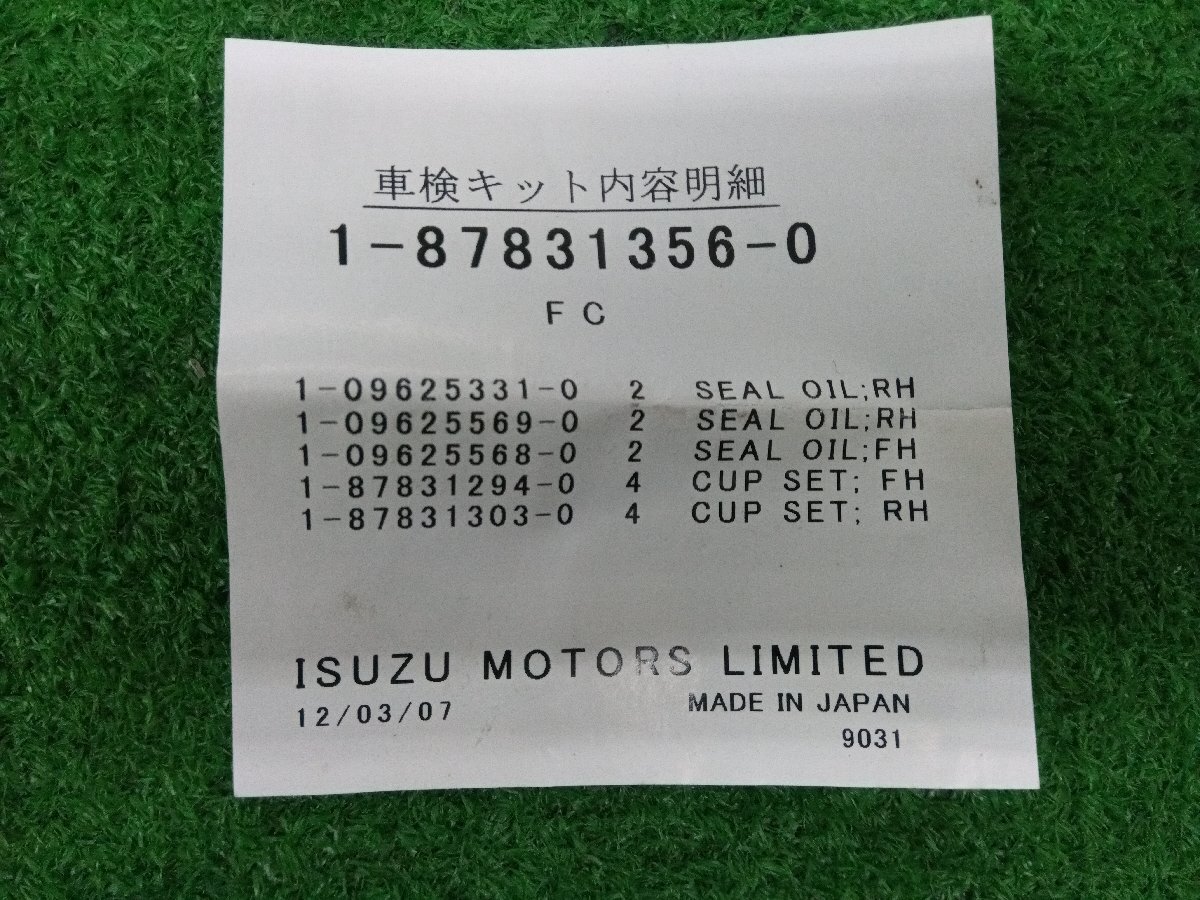 車検キット内容明細
1-87831356-0
FC
1-09625331-0 2 SEAL OIL;RH
1-09625569-0 2 SEAL OIL;RH
1-09625568-0 2 SEAL OIL;FH
1-87831294-0 4 CUP SET; FH
1-87831303-0 4 CUP SET; RH
ISUZU MOTORS LIMITED
12/03/07 MADE IN JAPAN
9031